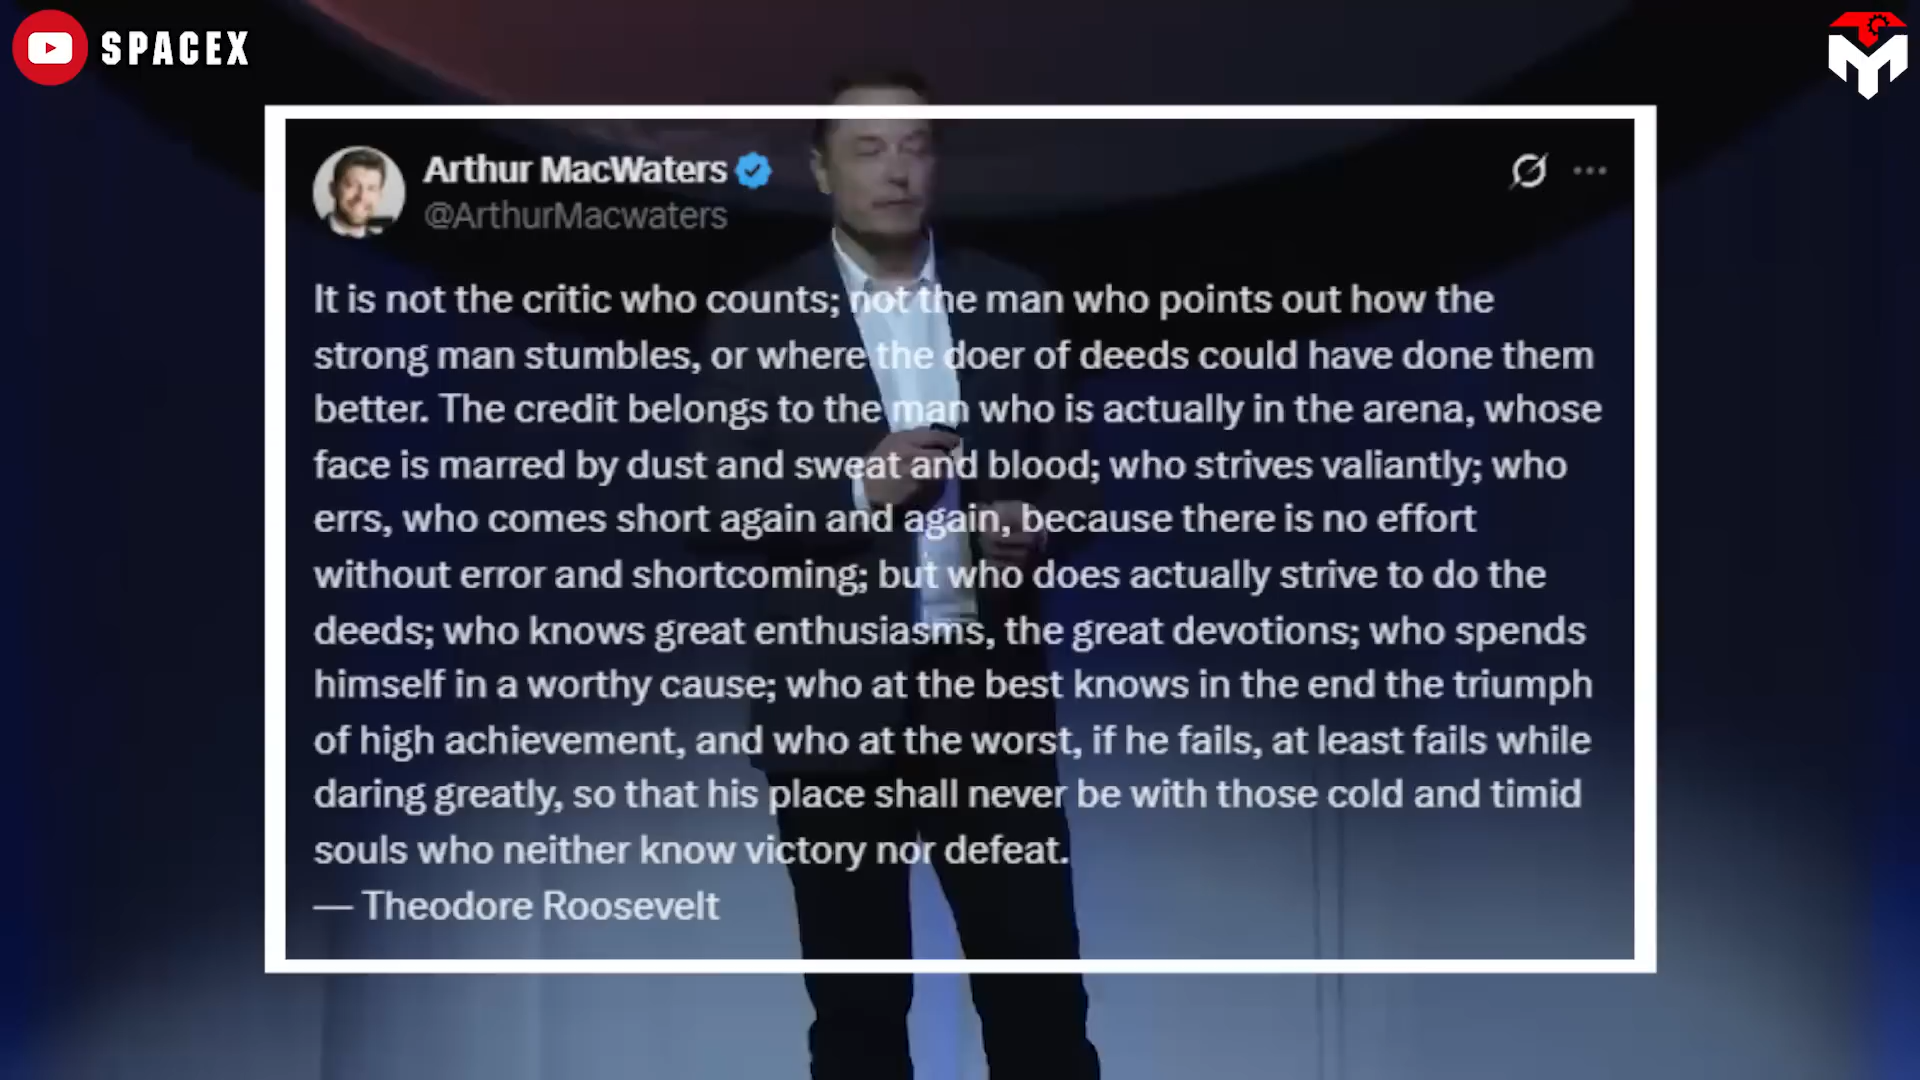 SPACEX
Arthur MacWaters
@ArthurMacwaters
It is not the critic who counts; not the man who points out how the
strong man stumbles, or where the doer of deeds could have done them
better. The credit belongs to the man who is actually in the arena, whose
face is marred by dust and sweat and blood; who strives valiantly; who
errs, who comes short again and again, because there is no effort
without error and shortcoming; but who does actually strive to do the
deeds; who knows great enthusiasms, the great devotions; who spends
himself in a worthy cause; who at the best knows in the end the triumph
of high achievement, and who at the worst, if he fails, at least fails while
daring greatly, so that his place shall never be with those cold and timid
souls who neither know victory nor defeat.
— Theodore Roosevelt